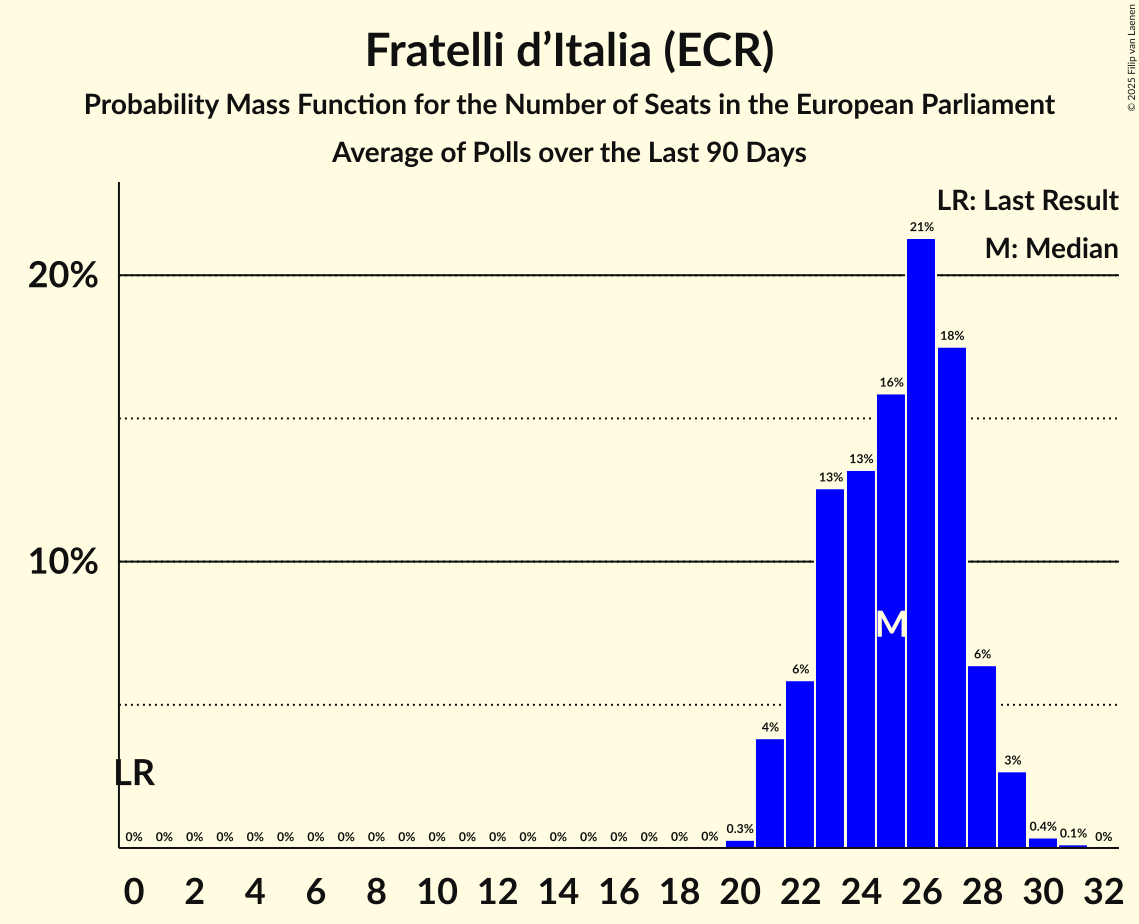 Fratelli d’Italia (ECR)
Probability Mass Function for the Number of Seats in the European Parliament
Average of Polls over the Last 90 Days
© 2025 Filip van Laenen
LR: Last Result
M: Median
20%
10%
21%
18%
16%
13%
13%
M
6%
6%
4%
3%
LR
0% 0% 0% 0% 0% 0% 0% 0% 0% 0% 0% 0% 0% 0% 0% 0% 0% 0% 0% 0% 0.3% 0.4% 0.1% 0%
0 2 4 6 8 10 12 14 16 18 20 22 24 26 28 30 32